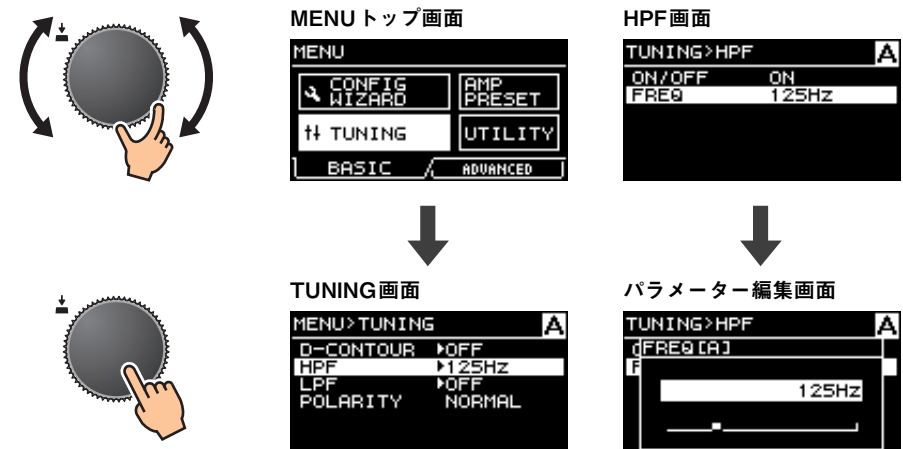 MENUトップ画面
MENU
CONFIG
WIZARD
AMP
PRESET
TUNING
UTILITY
BASIC
ADVANCED
HPF画面
TUNING>HPF A
ON/OFF ON
FREQ 125Hz
TUNING画面
MENU>TUNING A
D-CONTOUR ▶OFF
HPF ▶125Hz
LPF ▶OFF
POLARITY NORMAL
パラメーター編集画面
TUNING>HPF A
FREQ[A]
125Hz